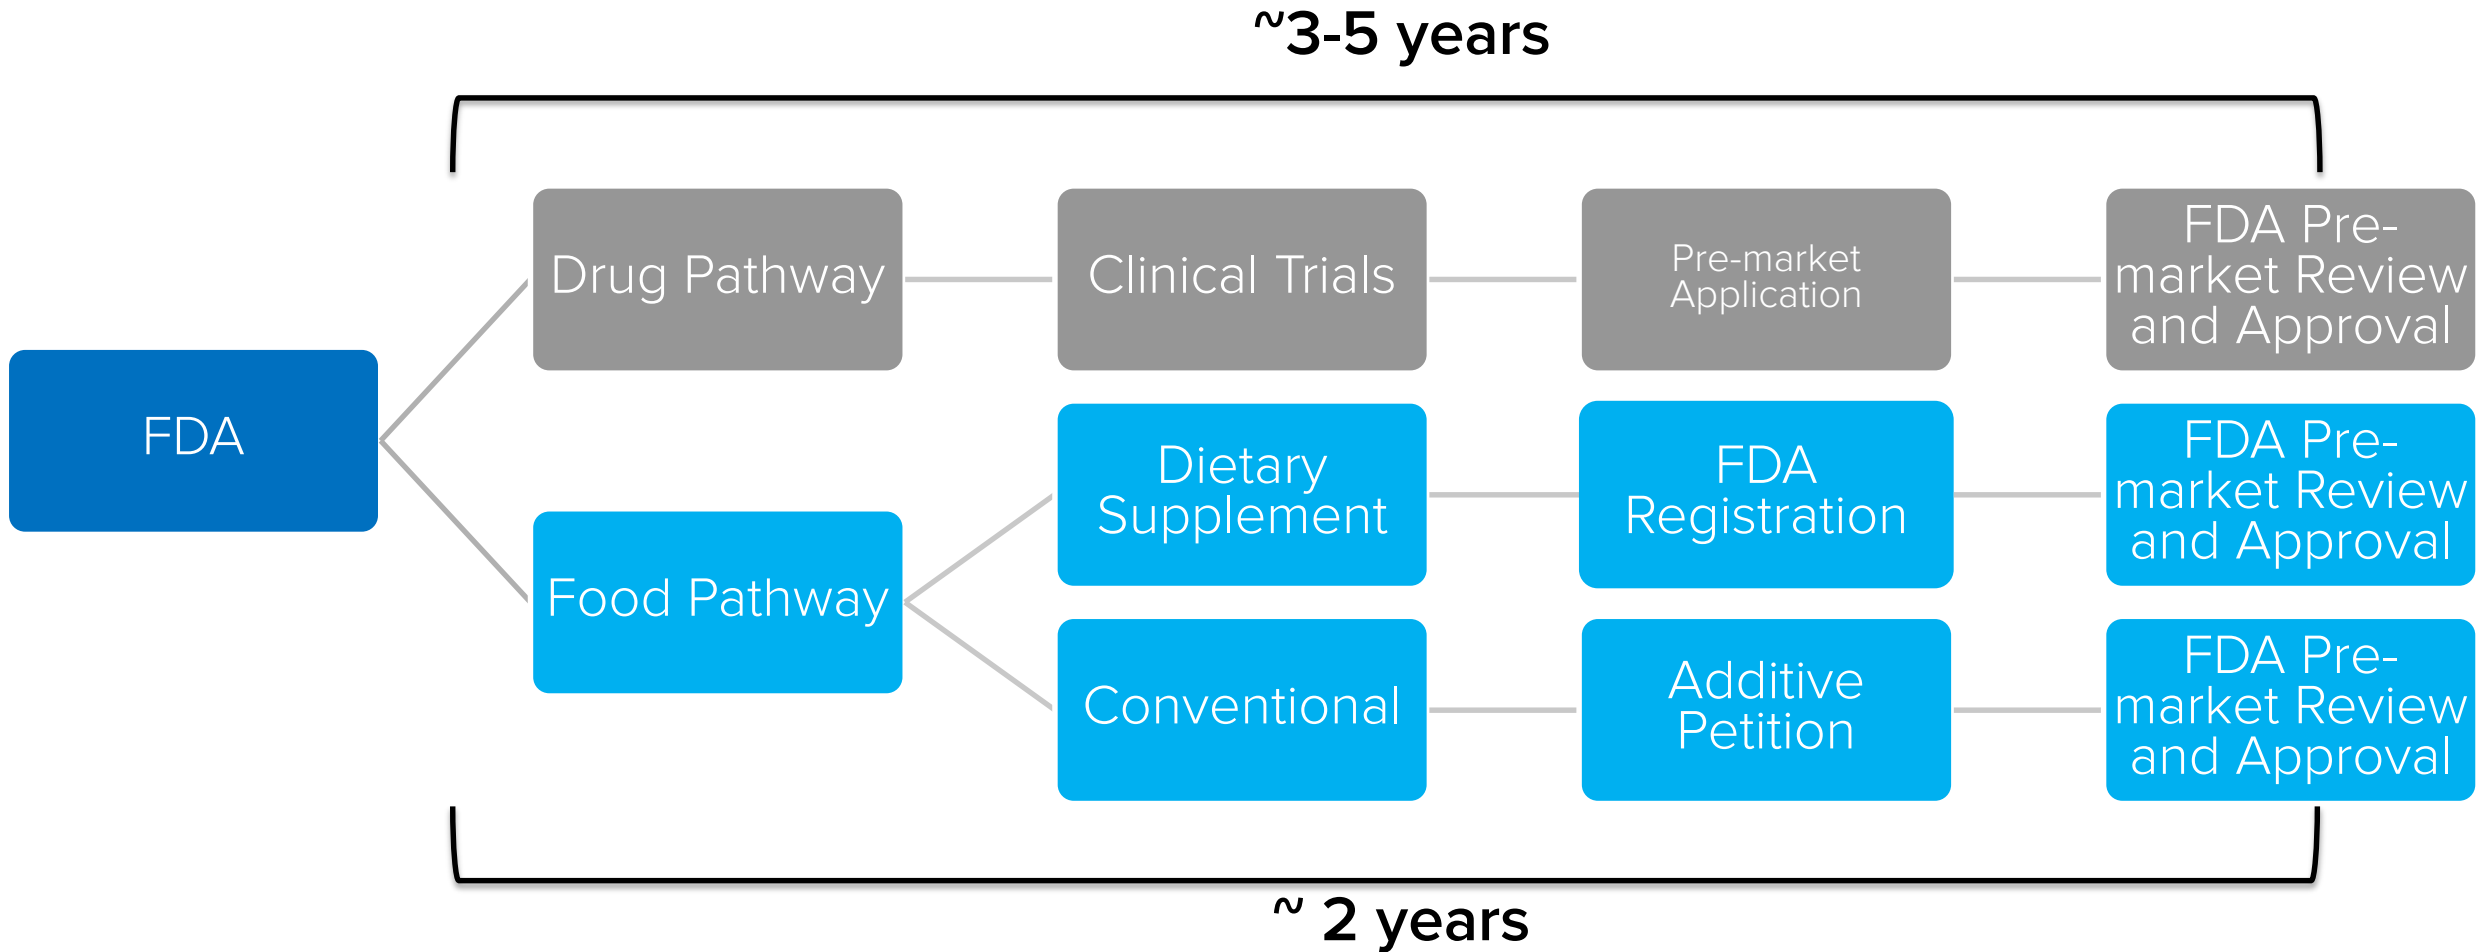 ~3-5 years
Drug Pathway
Clinical Trials
Pre-market
Application
FDA Pre-
market Review
and Approval
FDA
Food Pathway
Dietary
Supplement
FDA
Registration
FDA Pre-
market Review
and Approval
Conventional
Additive
Petition
FDA Pre-
market Review
and Approval
~ 2 years